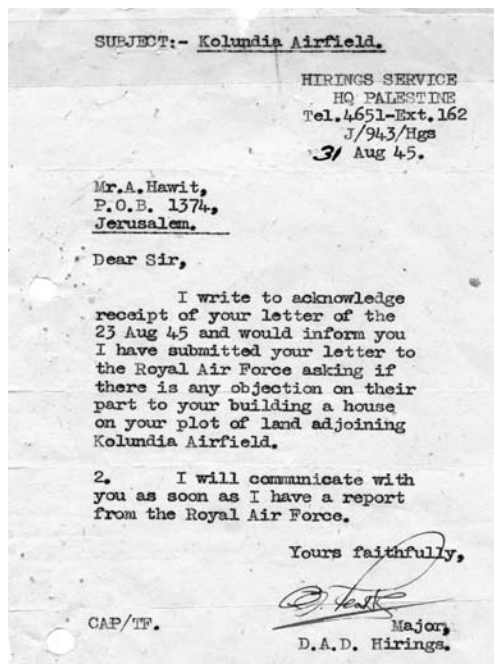 SUBJECT:- Kolundia Airfield.
HIRINGS SERVICE
HQ PALESTINE
Tel.4651-Ext.162
J/943/Hgs
31 Aug 45.
Mr.A.Hawit,
P.O.B. 1374,
Jerusalem.
Dear Sir,
I write to acknowledge
receipt of your letter of the
23 Aug 45 and would inform you
I have submitted your letter to
the Royal Air Force asking if
there is any objection on their
part to your building a house
on your plot of land adjoining
Kolundia Airfield.
2. I will communicate with
you as soon as I have a report
from the Royal Air Force.
Yours faithfully,
CAP/TF.
Major,
D.A.D. Hirings.